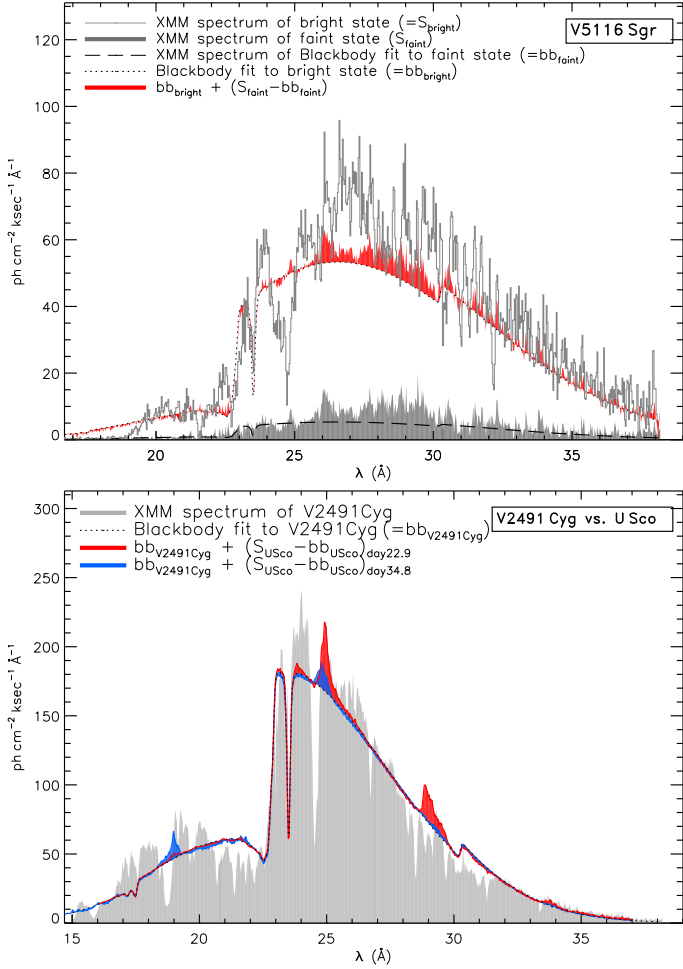 XMM spectrum of bright state (=S_bright)
XMM spectrum of faint state (S_faint)
XMM spectrum of Blackbody fit to faint state (=bb_faint)
Blackbody fit to bright state (=bb_bright)
bb_bright + (S_faint−bb_faint)
V5116 Sgr
120
100
80
60
40
20
0
ph cm⁻² ksec⁻¹ Å⁻¹
20 25 30 35
λ (Å)
XMM spectrum of V2491Cyg
Blackbody fit to V2491Cyg (=bb_V2491Cyg)
bb_V2491Cyg + (S_USco−bb_USco)_day22.9
bb_V2491Cyg + (S_USco−bb_USco)_day34.8
V2491 Cyg vs. U Sco
300
250
200
150
100
50
0
ph cm⁻² ksec⁻¹ Å⁻¹
15 20 25 30 35
λ (Å)